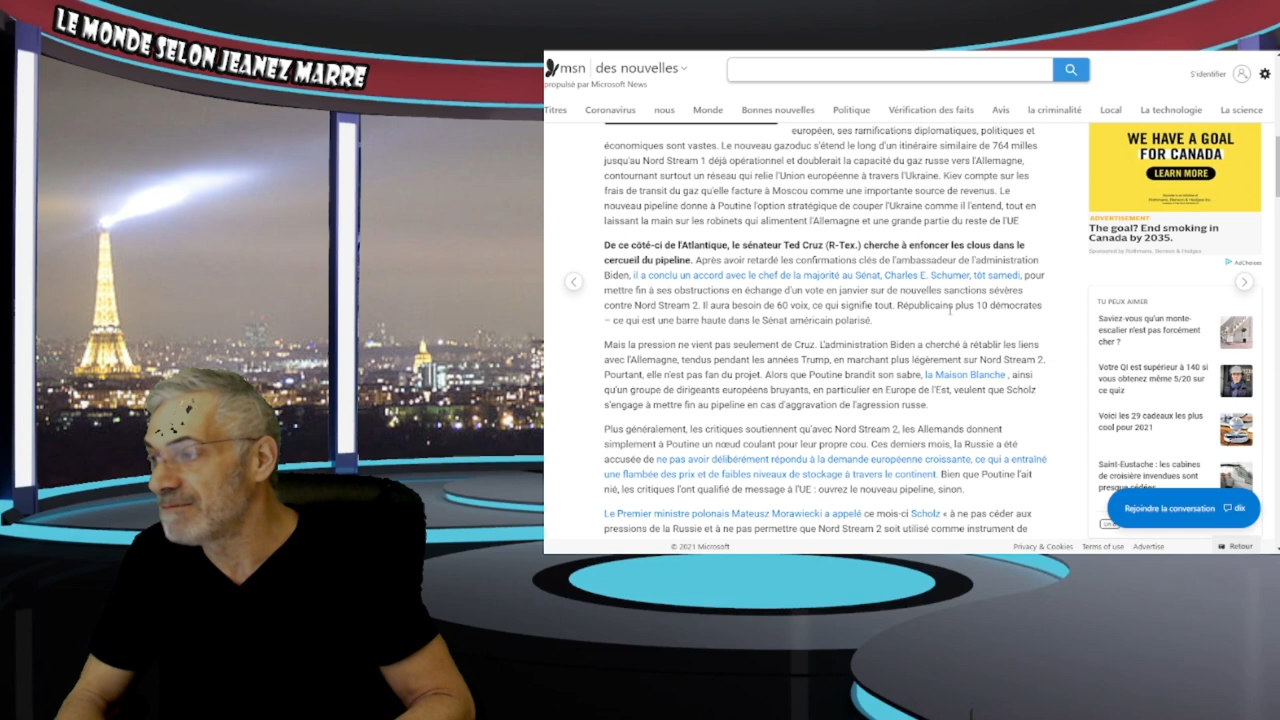 LE MONDE SELON JEANEZ MARRE
msn | des nouvelles
propulsé par Microsoft News
S'identifier
Titres Coronavirus nous Monde Bonnes nouvelles Politique Vérification des faits Avis la criminalité Local La technologie La science
européen, ses ramifications diplomatiques, politiques et
économiques sont vastes. Le nouveau gazoduc s'étend le long d'un itinéraire similaire de 764 milles
jusqu'au Nord Stream 1 déjà opérationnel et doublerait la capacité du gaz russe vers l'Allemagne,
contournant surtout un réseau qui relie l'Union européenne à travers l'Ukraine. Kiev compte sur les
frais de transit du gaz qu'elle facture à Moscou comme une importante source de revenus. Le
nouveau pipeline donne à Poutine l'option stratégique de couper l'Ukraine comme il l'entend, tout en
laissant la main sur les robinets qui alimentent l'Allemagne et une grande partie du reste de l'UE
De ce côté-ci de l'Atlantique, le sénateur Ted Cruz (R-Tex.) cherche à enfoncer les clous dans le
cercueil du pipeline. Après avoir retardé les confirmations clés de l'ambassadeur de l'administration
Biden, il a conclu un accord avec le chef de la majorité au Sénat, Charles E. Schumer, tôt samedi, pour
mettre fin à ses obstructions en échange d'un vote en janvier sur de nouvelles sanctions sévères
contre Nord Stream 2. Il aura besoin de 60 voix, ce qui signifie tout. Républicains plus 10 démocrates
– ce qui est une barre haute dans le Sénat américain polarisé.
Mais la pression ne vient pas seulement de Cruz. L'administration Biden a cherché à rétablir les liens
avec l'Allemagne, tendus pendant les années Trump, en marchant plus légèrement sur Nord Stream 2.
Pourtant, elle n'est pas fan du projet. Alors que Poutine brandit son sabre, la Maison Blanche , ainsi
qu'un groupe de dirigeants européens bruyants, en particulier en Europe de l'Est, veulent que Scholz
s'engage à mettre fin au pipeline en cas d'aggravation de l'agression russe.
Plus généralement, les critiques soutiennent qu'avec Nord Stream 2, les Allemands donnent
simplement à Poutine un nœud coulant pour leur propre cou. Ces derniers mois, la Russie a été
accusée de ne pas avoir délibérément répondu à la demande européenne croissante, ce qui a entraîné
une flambée des prix et de faibles niveaux de stockage à travers le continent. Bien que Poutine l'ait
nié, les critiques l'ont qualifié de message à l'UE : ouvrez le nouveau pipeline, sinon.
Le Premier ministre polonais Mateusz Morawiecki a appelé ce mois-ci Scholz « à ne pas céder aux
pressions de la Russie et à ne pas permettre que Nord Stream 2 soit utilisé comme instrument de
WE HAVE A GOAL
FOR CANADA
LEARN MORE
ADVERTISEMENT
The goal? End smoking in
Canada by 2035.
Sponsored by Rothmans, Benson & Hedges Inc.
AdChoices
TU PEUX AIMER
Saviez-vous qu'un monte-
escalier n'est pas forcément
cher ?
Votre QI est supérieur à 140 si
vous obtenez même 5/20 sur
ce quiz
Voici les 29 cadeaux les plus
cool pour 2021
Saint-Eustache : les cabines
de croisière invendues sont
presque cédées
Rejoindre la conversation dix
© 2021 Microsoft Privacy & Cookies Terms of use Advertise Retour